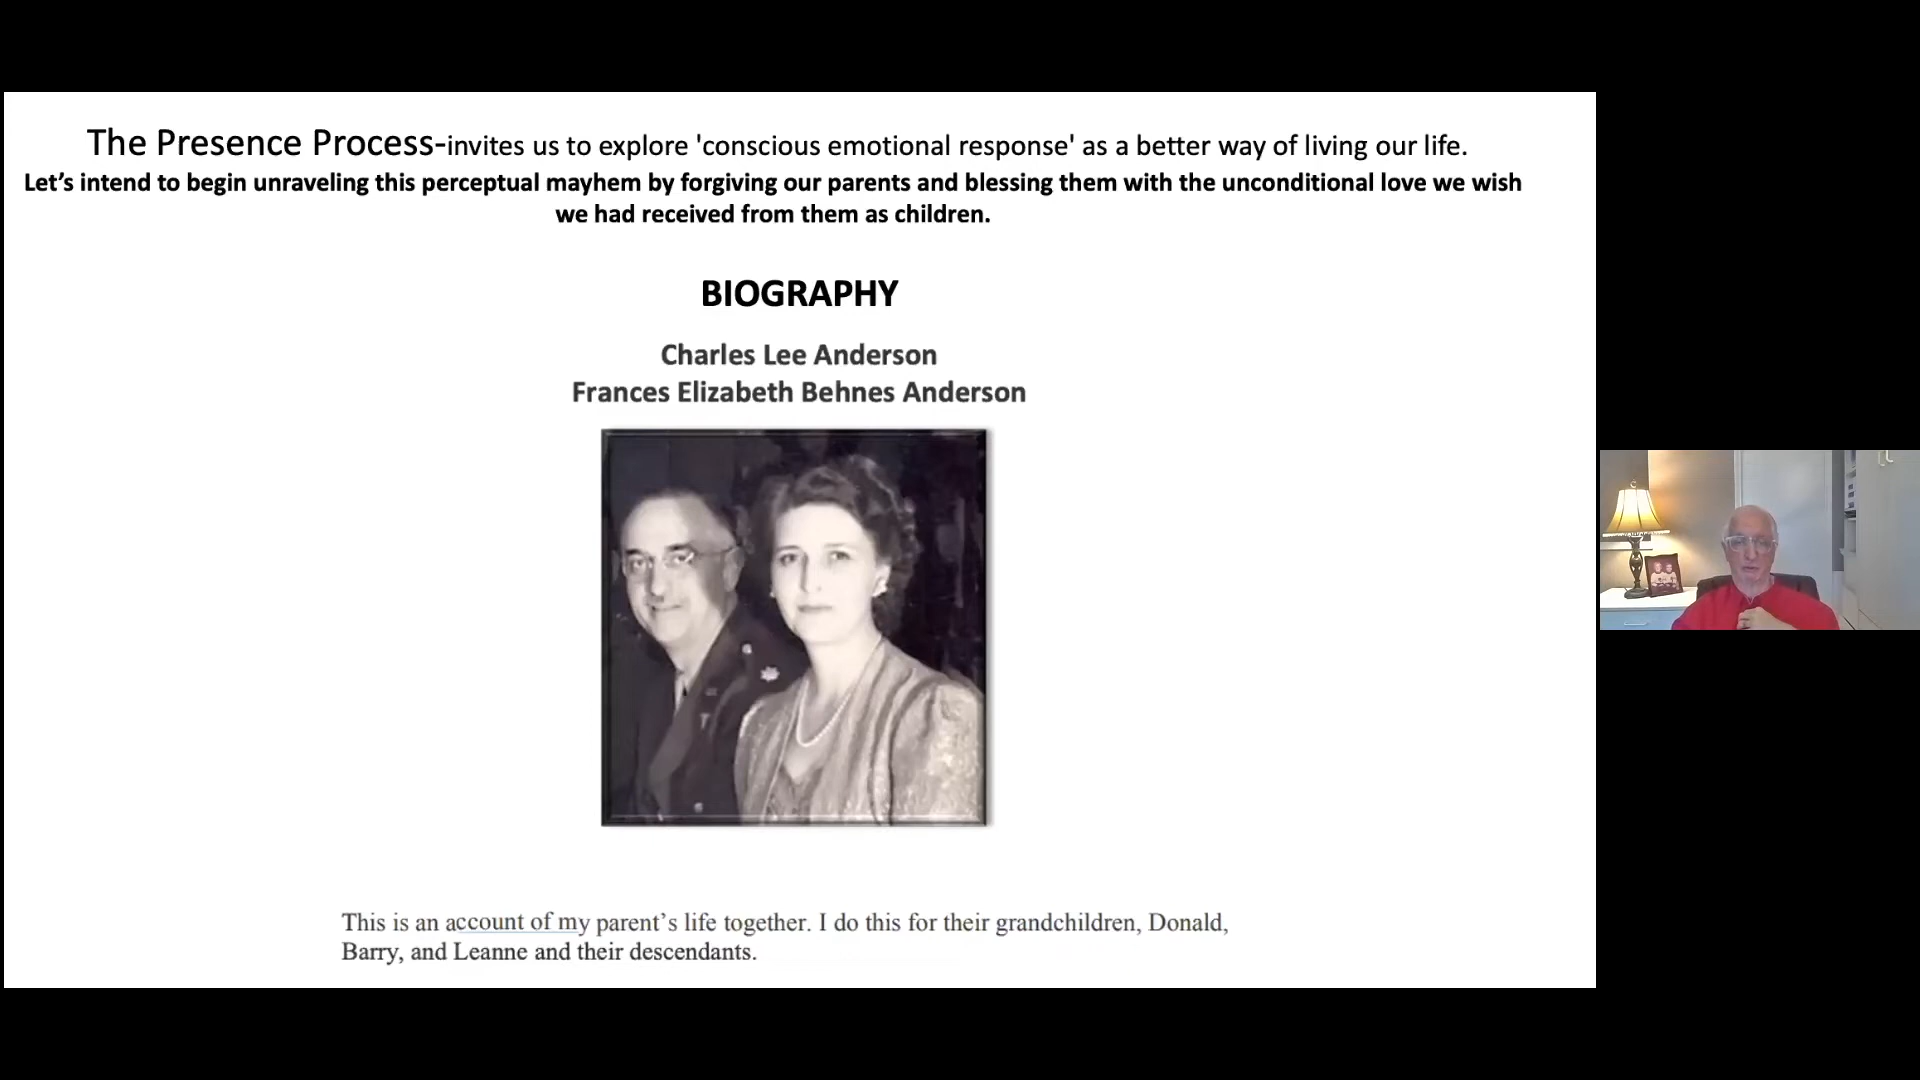 The Presence Process-invites us to explore 'conscious emotional response' as a better way of living our life.
Let’s intend to begin unraveling this perceptual mayhem by forgiving our parents and blessing them with the unconditional love we wish
we had received from them as children.
BIOGRAPHY
Charles Lee Anderson
Frances Elizabeth Behnes Anderson
This is an account of my parent’s life together. I do this for their grandchildren, Donald,
Barry, and Leanne and their descendants.